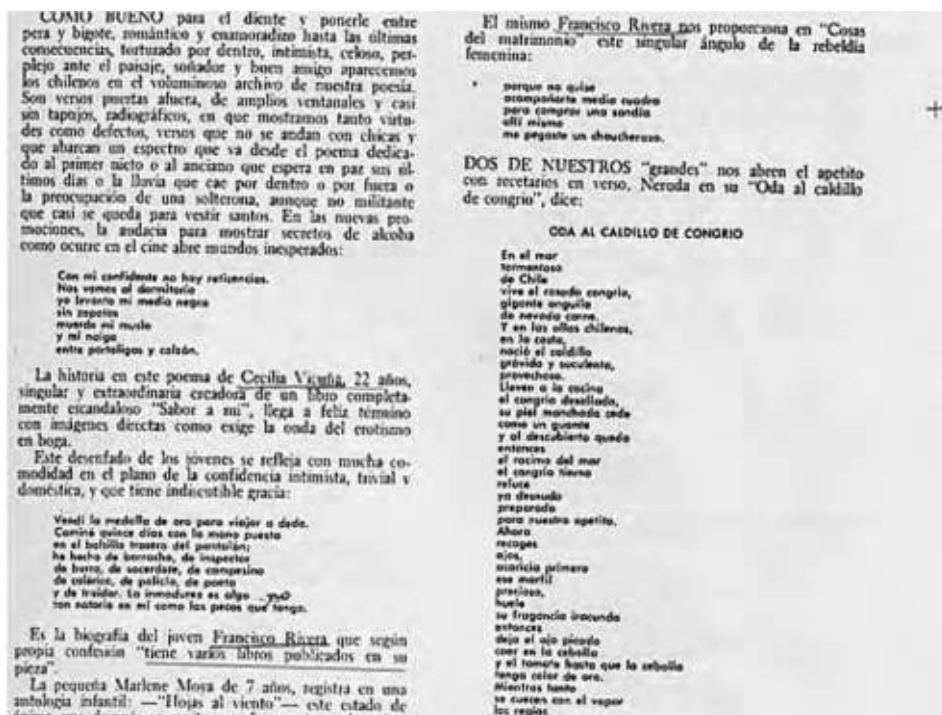 COMO BUENO para el diente y ponerle entre
pera y bigote, romántico y enamoradizo hasta las últimas
consecuencias, torturado por dentro, intimista, celoso, per-
plejo ante el paisaje, soñador y buen amigo aparecemos
los chilenos en el voluminoso archivo de nuestra poesía.
Son versos puertas afuera, de amplios ventanales y casi
sin tapujos, radiográficos, en que mostramos tanto virtu-
des como defectos, versos que no se andan con chicas y
que abarcan un espectro que va desde el poema dedica-
do al primer nieto o al anciano que espera en paz sus úl-
timos días o la lluvia que cae por dentro o por fuera o
la preocupación de una solterona, aunque no militante
que casi se queda para vestir santos. En las nuevas pro-
mociones, la audacia para mostrar secretos de alcoba
como ocurre en el cine abre mundos inesperados:
Con mi confidente no hay reticencias.
Nos vamos al dormitorio
yo levanto mi media negra
sin zapatos
muerdo mi muslo
y mi nalga
entre portaligas y calzón.
La historia en este poema de Cecilia Vicuña, 22 años,
singular y extraordinaria creadora de un libro completa-
mente escandaloso "Sabor a mí", llega a feliz término
con imágenes directas como exige la onda del erotismo
en boga.
Este desenfado de los jóvenes se refleja con mucha co-
modidad en el plano de la confidencia intimista, trivial y
doméstica, y que tiene indiscutible gracia:
Vendí la medalla de oro para viajar a dedo.
Caminé quince días con la mano puesta
en el bolsillo trasero del pantalón;
he hecho de borracho, de inspector
de burro, de sacerdote, de campesino
de colérico, de policía, de poeta
y de traidor. La inmadurez es algo
tan notorio en mí como las pecas que tengo.
Es la biografía del joven Francisco Rivera que según
propia confesión "tiene varios libros publicados en su
pieza".
La pequeña Marlene Moya de 7 años, registra en una
antología infantil: —"Hojas al viento"— este estado de
El mismo Francisco Rivera nos proporciona en "Cosas
del matrimonio" este singular ángulo de la rebeldía
femenina:
porque no quise
acompañarte media cuadra
para comprar una sandía
allí mismo
me pegaste un charchazo.
DOS DE NUESTROS "grandes" nos abren el apetito
con recetarios en verso. Neruda en su "Oda al caldillo
de congrio", dice:
ODA AL CALDILLO DE CONGRIO
En el mar
tormentoso
de Chile
vive el rosado congrio,
gigante anguila
de nevada carne.
Y en las ollas chilenas,
en la costa,
nació el caldillo
grávido y suculento,
provechoso.
Lleven a la cocina
el congrio desollado,
su piel manchada cede
como un guante
y al descubierto queda
entonces
el racimo del mar
el congrio tierno
reluce
ya desnudo
preparado
para nuestro apetito.
Ahora
recoges
ajos,
acaricia primero
ese marfil
precioso,
huele
su fragancia iracunda
entonces
deja el ajo picado
caer en la cebolla
y el tomate hasta que la cebolla
tenga color de oro.
Mientras tanto
se cuecen con el vapor
los regios